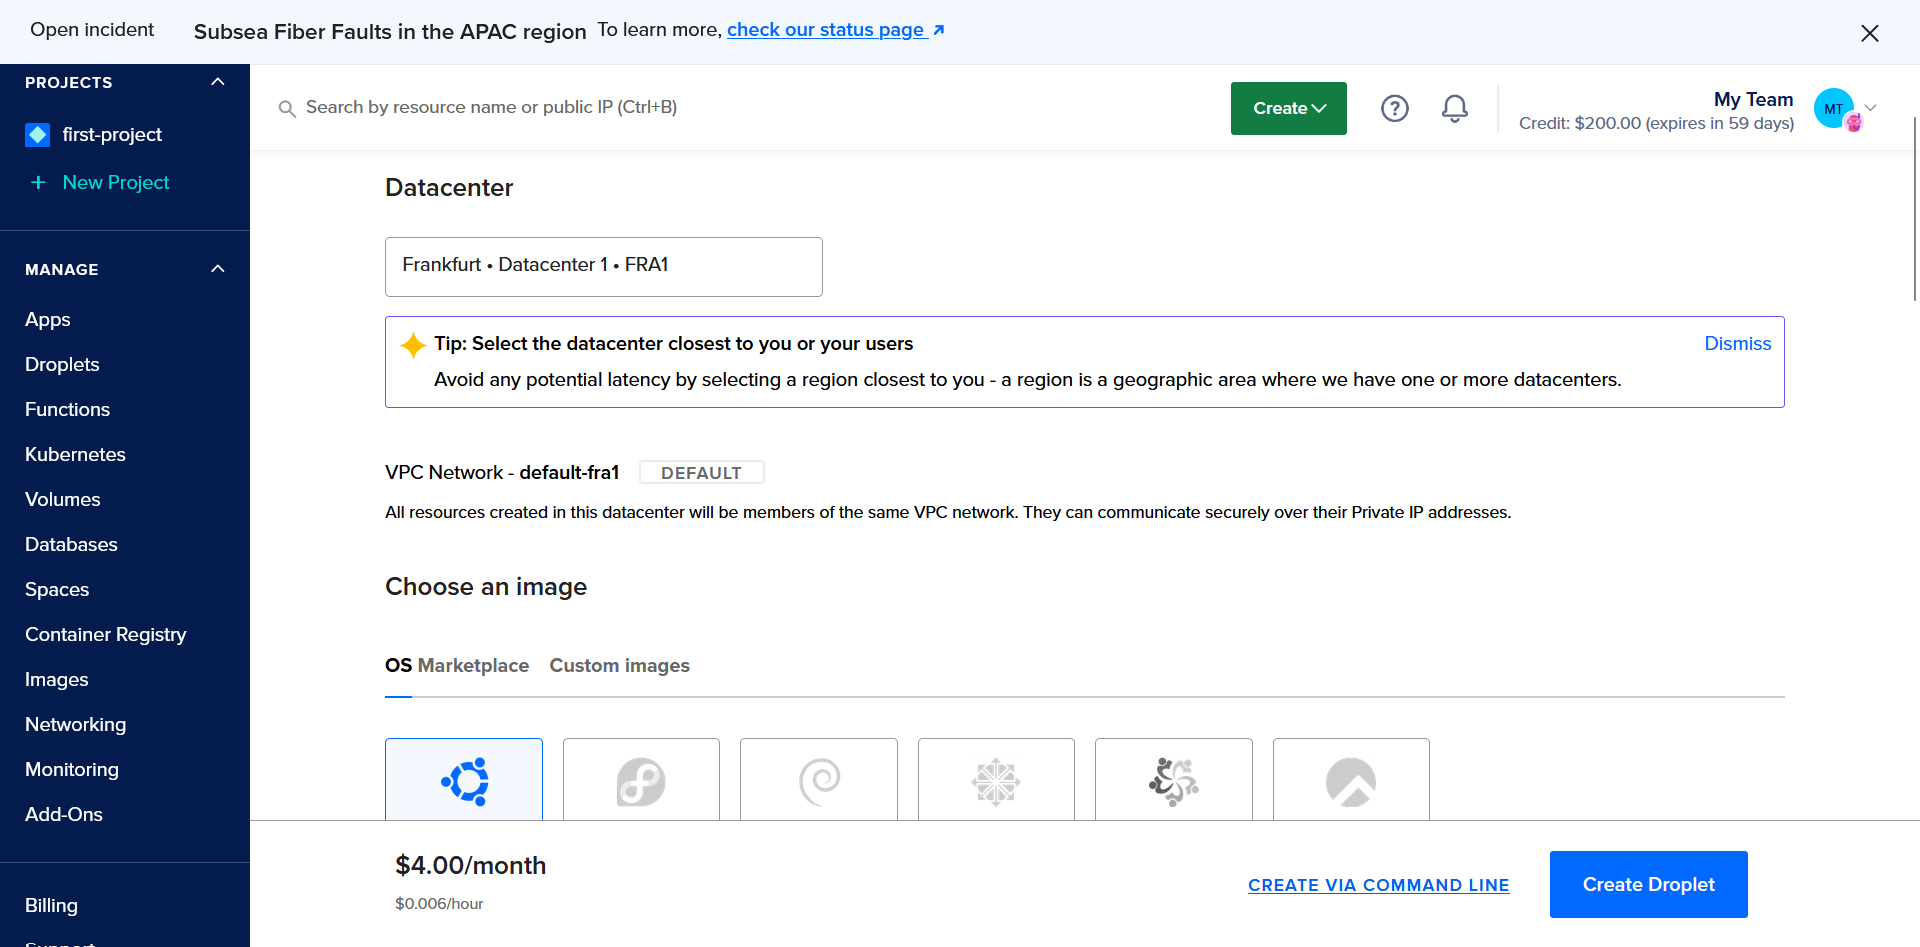 Open incident Subsea Fiber Faults in the APAC region To learn more, check our status page
PROJECTS
first-project
New Project
MANAGE
Apps
Droplets
Functions
Kubernetes
Volumes
Databases
Spaces
Container Registry
Images
Networking
Monitoring
Add-Ons
Billing
Support
Search by resource name or public IP (Ctrl+B)
Create
?
My Team
Credit: $200.00 (expires in 59 days)
MT
Datacenter
Frankfurt • Datacenter 1 • FRA1
Tip: Select the datacenter closest to you or your users
Dismiss
Avoid any potential latency by selecting a region closest to you - a region is a geographic area where we have one or more datacenters.
VPC Network - default-fra1 DEFAULT
All resources created in this datacenter will be members of the same VPC network. They can communicate securely over their Private IP addresses.
Choose an image
OS Marketplace Custom images
$4.00/month
$0.006/hour
CREATE VIA COMMAND LINE
Create Droplet